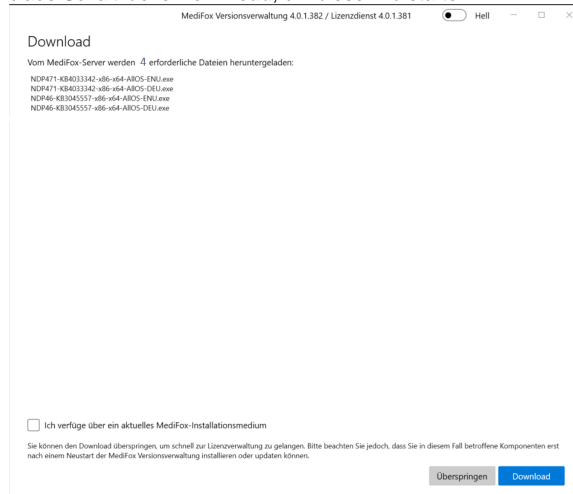 MediFox Versionsverwaltung 4.0.1.382 / Lizenzdienst 4.0.1.381
Hell
Download
Vom MediFox-Server werden 4 erforderliche Dateien heruntergeladen:
NDP471-KB4033342-x86-x64-AllOS-ENU.exe
NDP471-KB4033342-x86-x64-AllOS-DEU.exe
NDP46-KB3045557-x86-x64-AllOS-ENU.exe
NDP46-KB3045557-x86-x64-AllOS-DEU.exe
Ich verfüge über ein aktuelles MediFox-Installationsmedium
Sie können den Download überspringen, um schnell zur Lizenzverwaltung zu gelangen. Bitte beachten Sie jedoch, dass Sie in diesem Fall betroffene Komponenten erst
nach einem Neustart der MediFox Versionsverwaltung installieren oder updaten können.
Überspringen
Download